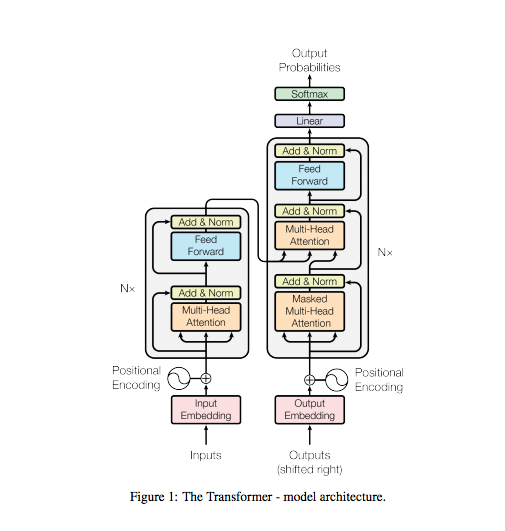 Output
Probabilities
Softmax
Linear
Add & Norm
Feed
Forward
Add & Norm
Multi-Head
Attention
Add & Norm
Masked
Multi-Head
Attention
N×
Add & Norm
Feed
Forward
Add & Norm
Multi-Head
Attention
N×
Positional
Encoding
Positional
Encoding
Input
Embedding
Output
Embedding
Inputs
Outputs
(shifted right)
Figure 1: The Transformer - model architecture.